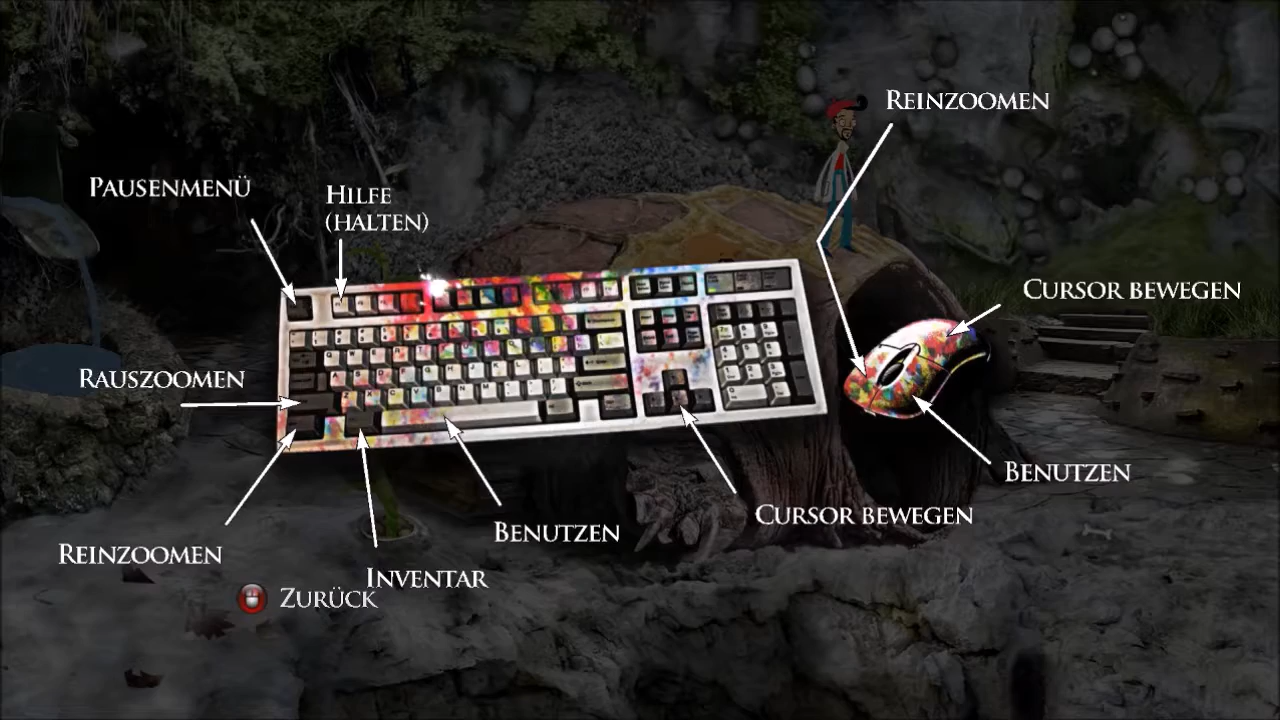 Reinzoomen
Pausenmenü
Hilfe
(halten)
Cursor bewegen
Rauszoomen
Benutzen
Cursor bewegen
Benutzen
Reinzoomen
Inventar
Zurück